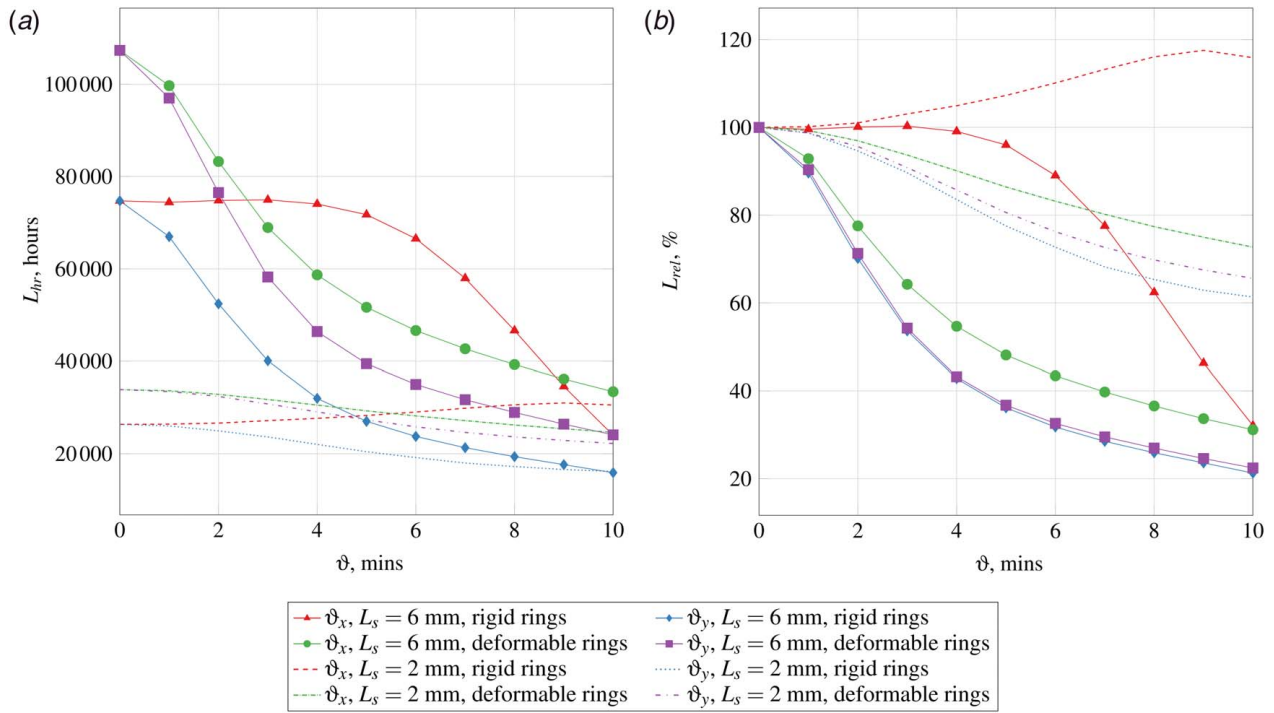 (a)
100 000
80 000
60 000
40 000
20 000
L_hr, hours
0 2 4 6 8 10
ϑ, mins
(b)
120
100
80
60
40
20
L_rel, %
0 2 4 6 8 10
ϑ, mins
ϑ_x, L_s = 6 mm, rigid rings
ϑ_y, L_s = 6 mm, rigid rings
ϑ_x, L_s = 6 mm, deformable rings
ϑ_y, L_s = 6 mm, deformable rings
ϑ_x, L_s = 2 mm, rigid rings
ϑ_y, L_s = 2 mm, rigid rings
ϑ_x, L_s = 2 mm, deformable rings
ϑ_y, L_s = 2 mm, deformable rings